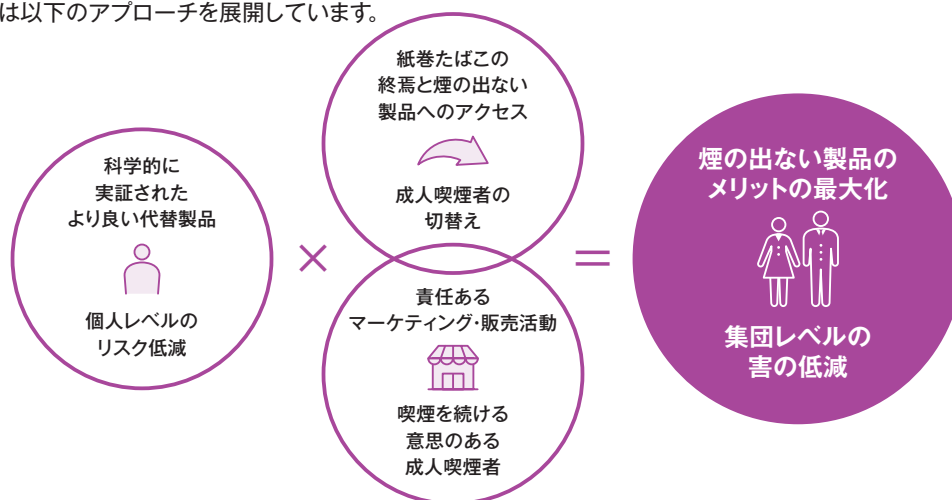 は以下のアプローチを展開しています。
科学的に
実証された
より良い代替製品
個人レベルの
リスク低減
×
紙巻たばこの
終焉と煙の出ない
製品へのアクセス
成人喫煙者の
切替え
責任ある
マーケティング・販売活動
喫煙を続ける
意思のある
成人喫煙者
=
煙の出ない製品の
メリットの最大化
集団レベルの
害の低減